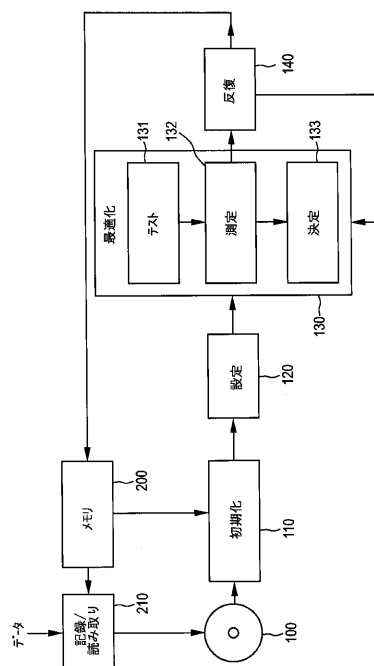 データ
記録/
読み取り
210
メモリ
200
100
初期化
110
設定
120
最適化
130
テスト
131
測定
132
決定
133
反復
140